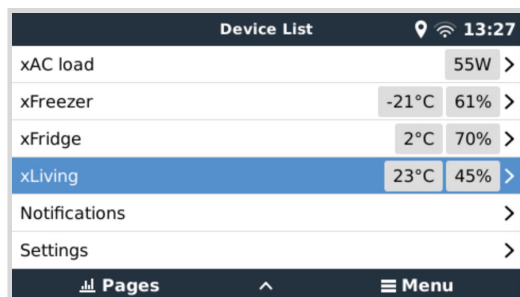 Device List 13:27
xAC load 55W
xFreezer -21°C 61%
xFridge 2°C 70%
xLiving 23°C 45%
Notifications
Settings
Pages Menu